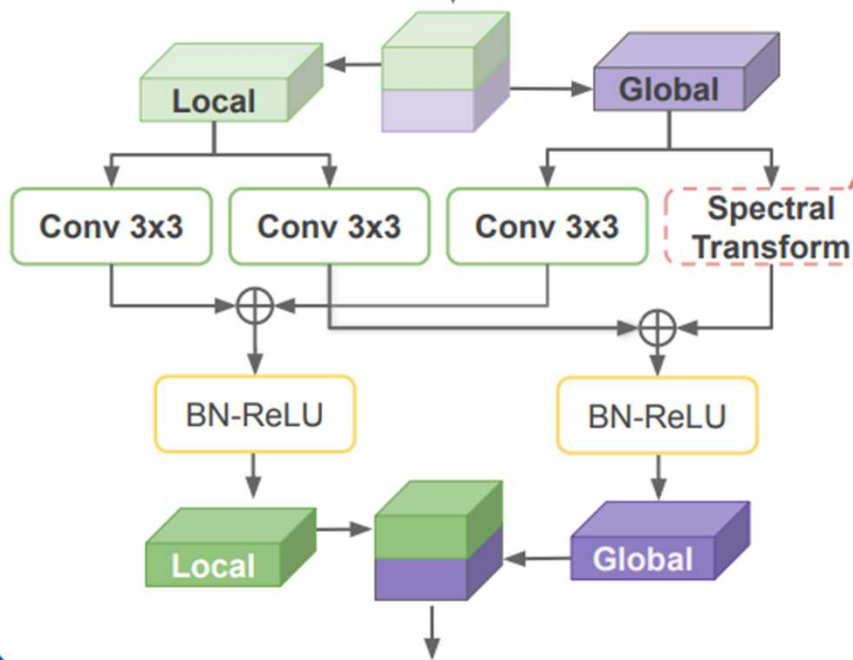 Local
Global
Conv 3x3
Conv 3x3
Conv 3x3
Spectral
Transform
BN-ReLU
BN-ReLU
Local
Global